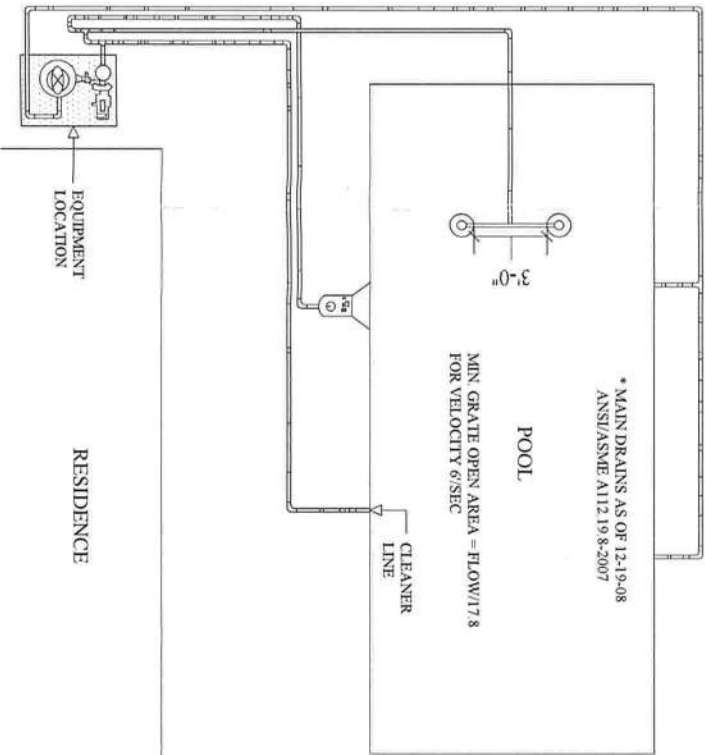 * MAIN DRAINS AS OF 12-19-08
ANSI/ASME A112.19.8-2007
POOL
MIN. GRATE OPEN AREA = FLOW/17.8
FOR VELOCITY 6'/SEC
3'-0"
CLEANER
LINE
EQUIPMENT
LOCATION
RESIDENCE